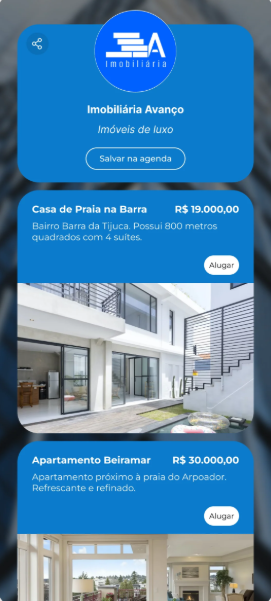 A
Imobiliária
Imobiliária Avanço
Imóveis de luxo
Salvar na agenda
Casa de Praia na Barra R$ 19.000,00
Bairro Barra da Tijuca. Possui 800 metros
quadrados com 4 suítes.
Alugar
Apartamento Beiramar R$ 30.000,00
Apartamento próximo à praia do Arpoador.
Refrescante e refinado.
Alugar